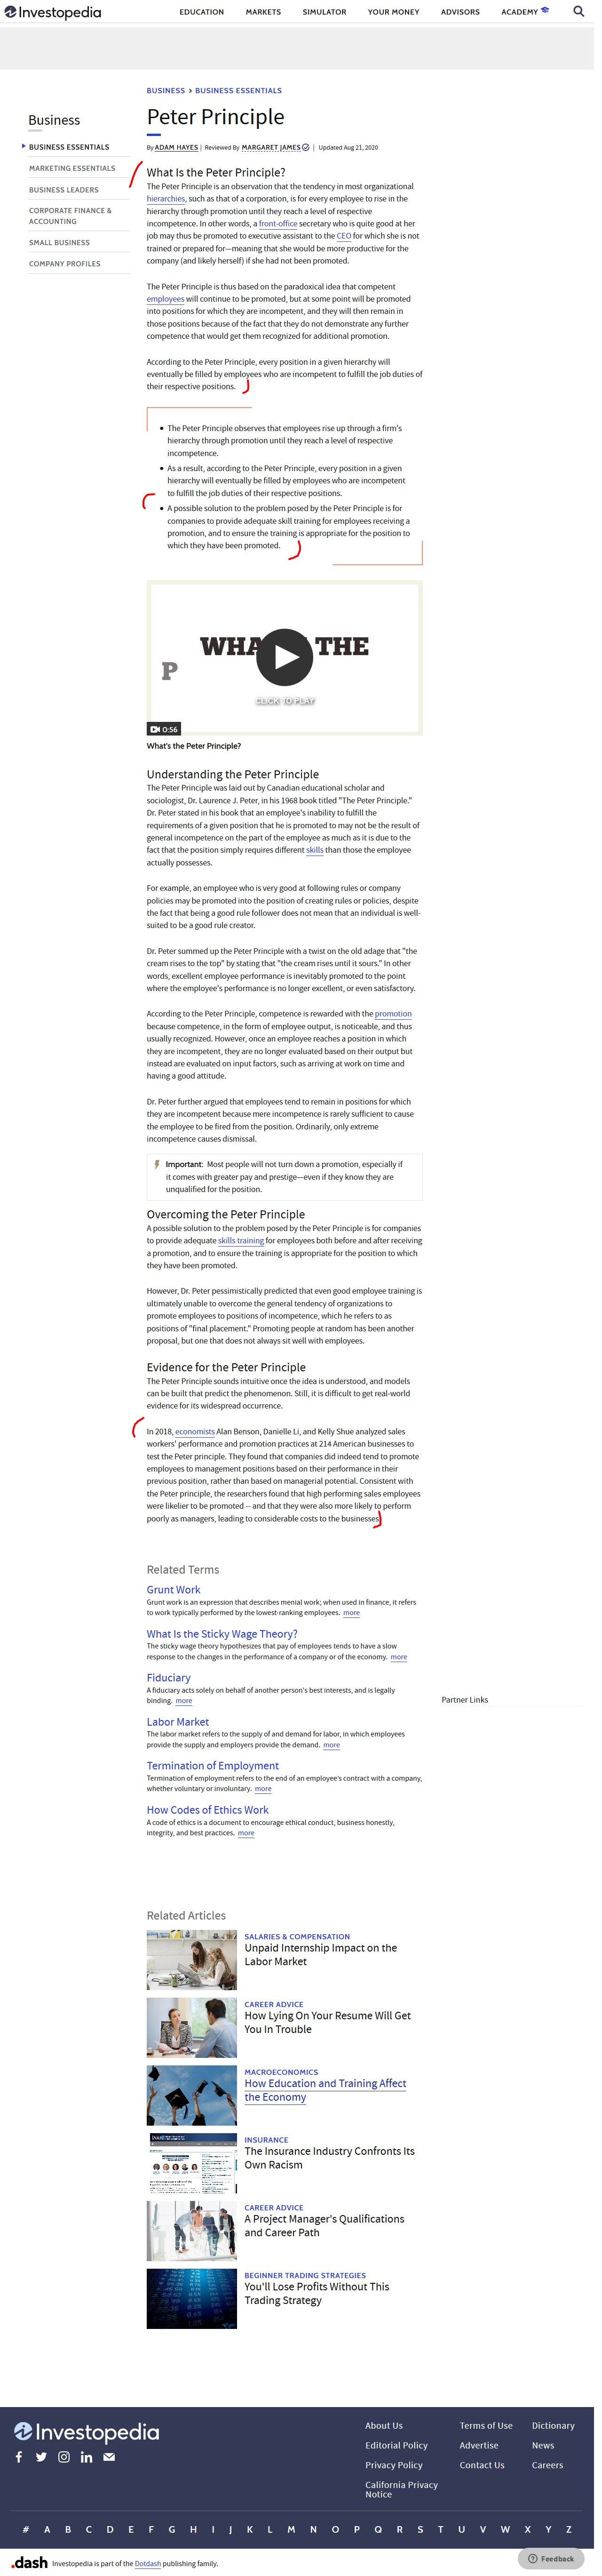 Investopedia
EDUCATION MARKETS SIMULATOR YOUR MONEY ADVISORS ACADEMY
BUSINESS › BUSINESS ESSENTIALS
Business
BUSINESS ESSENTIALS
MARKETING ESSENTIALS
BUSINESS LEADERS
CORPORATE FINANCE &
ACCOUNTING
SMALL BUSINESS
COMPANY PROFILES
Peter Principle
By ADAM HAYES | Reviewed By MARGARET JAMES | Updated Aug 21, 2020
What Is the Peter Principle?
The Peter Principle is an observation that the tendency in most organizational
hierarchies, such as that of a corporation, is for every employee to rise in the
hierarchy through promotion until they reach a level of respective
incompetence. In other words, a front-office secretary who is quite good at her
job may thus be promoted to executive assistant to the CEO for which she is not
trained or prepared for—meaning that she would be more productive for the
company (and likely herself) if she had not been promoted.
The Peter Principle is thus based on the paradoxical idea that competent
employees will continue to be promoted, but at some point will be promoted
into positions for which they are incompetent, and they will then remain in
those positions because of the fact that they do not demonstrate any further
competence that would get them recognized for additional promotion.
According to the Peter Principle, every position in a given hierarchy will
eventually be filled by employees who are incompetent to fulfill the job duties of
their respective positions.
• The Peter Principle observes that employees rise up through a firm's
hierarchy through promotion until they reach a level of respective
incompetence.
• As a result, according to the Peter Principle, every position in a given
hierarchy will eventually be filled by employees who are incompetent
to fulfill the job duties of their respective positions.
• A possible solution to the problem posed by the Peter Principle is for
companies to provide adequate skill training for employees receiving a
promotion, and to ensure the training is appropriate for the position to
which they have been promoted.
WHA THE
P
CLICK TO PLAY
0:56
What's the Peter Principle?
Understanding the Peter Principle
The Peter Principle was laid out by Canadian educational scholar and
sociologist, Dr. Laurence J. Peter, in his 1968 book titled "The Peter Principle."
Dr. Peter stated in his book that an employee's inability to fulfill the
requirements of a given position that he is promoted to may not be the result of
general incompetence on the part of the employee as much as it is due to the
fact that the position simply requires different skills than those the employee
actually possesses.
For example, an employee who is very good at following rules or company
policies may be promoted into the position of creating rules or policies, despite
the fact that being a good rule follower does not mean that an individual is well-
suited to be a good rule creator.
Dr. Peter summed up the Peter Principle with a twist on the old adage that "the
cream rises to the top" by stating that "the cream rises until it sours." In other
words, excellent employee performance is inevitably promoted to the point
where the employee's performance is no longer excellent, or even satisfactory.
According to the Peter Principle, competence is rewarded with the promotion
because competence, in the form of employee output, is noticeable, and thus
usually recognized. However, once an employee reaches a position in which
they are incompetent, they are no longer evaluated based on their output but
instead are evaluated on input factors, such as arriving at work on time and
having a good attitude.
Dr. Peter further argued that employees tend to remain in positions for which
they are incompetent because mere incompetence is rarely sufficient to cause
the employee to be fired from the position. Ordinarily, only extreme
incompetence causes dismissal.
Important: Most people will not turn down a promotion, especially if
it comes with greater pay and prestige—even if they know they are
unqualified for the position.
Overcoming the Peter Principle
A possible solution to the problem posed by the Peter Principle is for companies
to provide adequate skills training for employees both before and after receiving
a promotion, and to ensure the training is appropriate for the position to which
they have been promoted.
However, Dr. Peter pessimistically predicted that even good employee training is
ultimately unable to overcome the general tendency of organizations to
promote employees to positions of incompetence, which he refers to as
positions of "final placement." Promoting people at random has been another
proposal, but one that does not always sit well with employees.
Evidence for the Peter Principle
The Peter Principle sounds intuitive once the idea is understood, and models
can be built that predict the phenomenon. Still, it is difficult to get real-world
evidence for its widespread occurrence.
In 2018, economists Alan Benson, Danielle Li, and Kelly Shue analyzed sales
workers' performance and promotion practices at 214 American businesses to
test the Peter principle. They found that companies did indeed tend to promote
employees to management positions based on their performance in their
previous position, rather than based on managerial potential. Consistent with
the Peter principle, the researchers found that high performing sales employees
were likelier to be promoted -- and that they were also more likely to perform
poorly as managers, leading to considerable costs to the businesses
Related Terms
Grunt Work
Grunt work is an expression that describes menial work; when used in finance, it refers
to work typically performed by the lowest-ranking employees. more
What Is the Sticky Wage Theory?
The sticky wage theory hypothesizes that pay of employees tends to have a slow
response to the changes in the performance of a company or of the economy. more
Fiduciary
A fiduciary acts solely on behalf of another person's best interests, and is legally
binding. more
Partner Links
Labor Market
The labor market refers to the supply of and demand for labor, in which employees
provide the supply and employers provide the demand. more
Termination of Employment
Termination of employment refers to the end of an employee's contract with a company,
whether voluntary or involuntary. more
How Codes of Ethics Work
A code of ethics is a document to encourage ethical conduct, business honestly,
integrity, and best practices. more
Related Articles
SALARIES & COMPENSATION
Unpaid Internship Impact on the
Labor Market
CAREER ADVICE
How Lying On Your Resume Will Get
You In Trouble
MACROECONOMICS
How Education and Training Affect
the Economy
INSURANCE
The Insurance Industry Confronts Its
Own Racism
CAREER ADVICE
A Project Manager's Qualifications
and Career Path
BEGINNER TRADING STRATEGIES
You'll Lose Profits Without This
Trading Strategy
Investopedia
About Us Terms of Use Dictionary
Editorial Policy Advertise News
Privacy Policy Contact Us Careers
California Privacy
Notice
# A B C D E F G H I J K L M N O P Q R S T U V W X Y Z
.dash Investopedia is part of the Dotdash publishing family.
Feedback